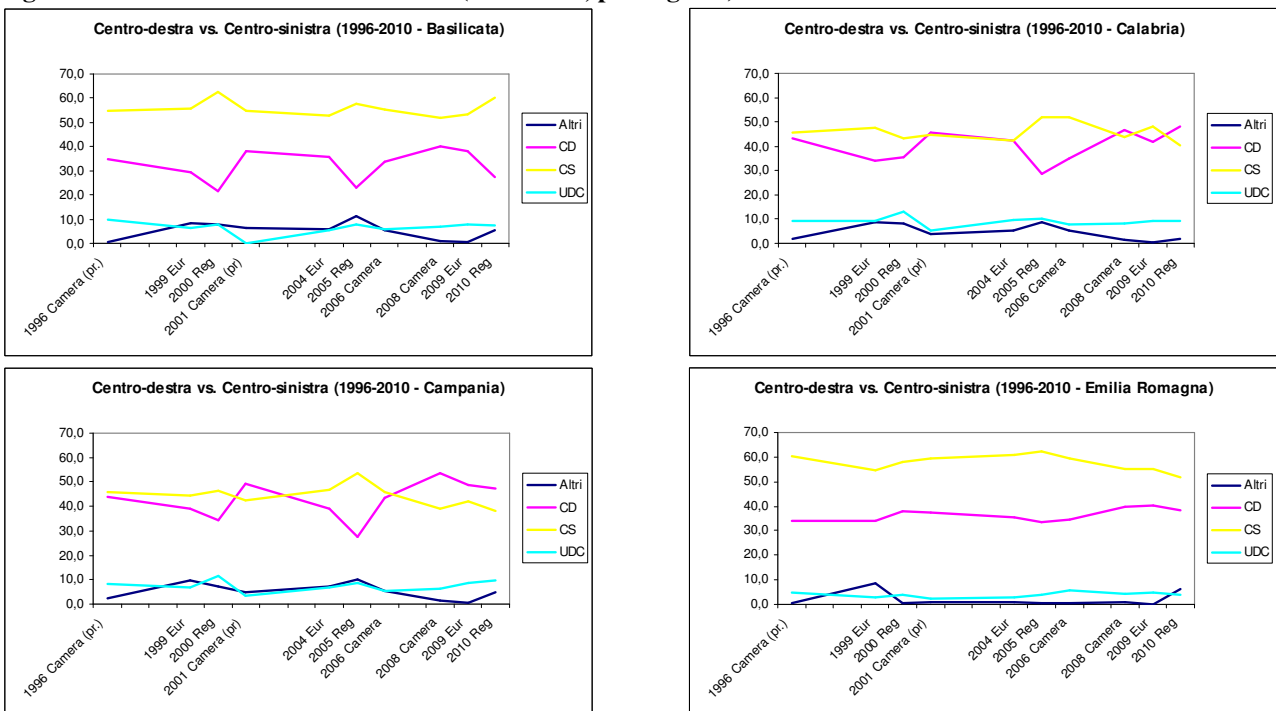 Centro-destra vs. Centro-sinistra (1996-2010 - Basilicata)
70,0
60,0
50,0
40,0
30,0
20,0
10,0
0,0
1996 Camera (pr.)
1999 Eur
2000 Reg
2001 Camera (pr)
2004 Eur
2005 Reg
2006 Camera
2008 Camera
2009 Eur
2010 Reg
Altri
CD
CS
UDC
Centro-destra vs. Centro-sinistra (1996-2010 - Calabria)
70,0
60,0
50,0
40,0
30,0
20,0
10,0
0,0
1996 Camera (pr.)
1999 Eur
2000 Reg
2001 Camera (pr)
2004 Eur
2005 Reg
2006 Camera
2008 Camera
2009 Eur
2010 Reg
Altri
CD
CS
UDC
Centro-destra vs. Centro-sinistra (1996-2010 - Campania)
70,0
60,0
50,0
40,0
30,0
20,0
10,0
0,0
1996 Camera (pr.)
1999 Eur
2000 Reg
2001 Camera (pr)
2004 Eur
2005 Reg
2006 Camera
2008 Camera
2009 Eur
2010 Reg
Altri
CD
CS
UDC
Centro-destra vs. Centro-sinistra (1996-2010 - Emilia Romagna)
70,0
60,0
50,0
40,0
30,0
20,0
10,0
0,0
1996 Camera (pr.)
1999 Eur
2000 Reg
2001 Camera (pr)
2004 Eur
2005 Reg
2006 Camera
2008 Camera
2009 Eur
2010 Reg
Altri
CD
CS
UDC